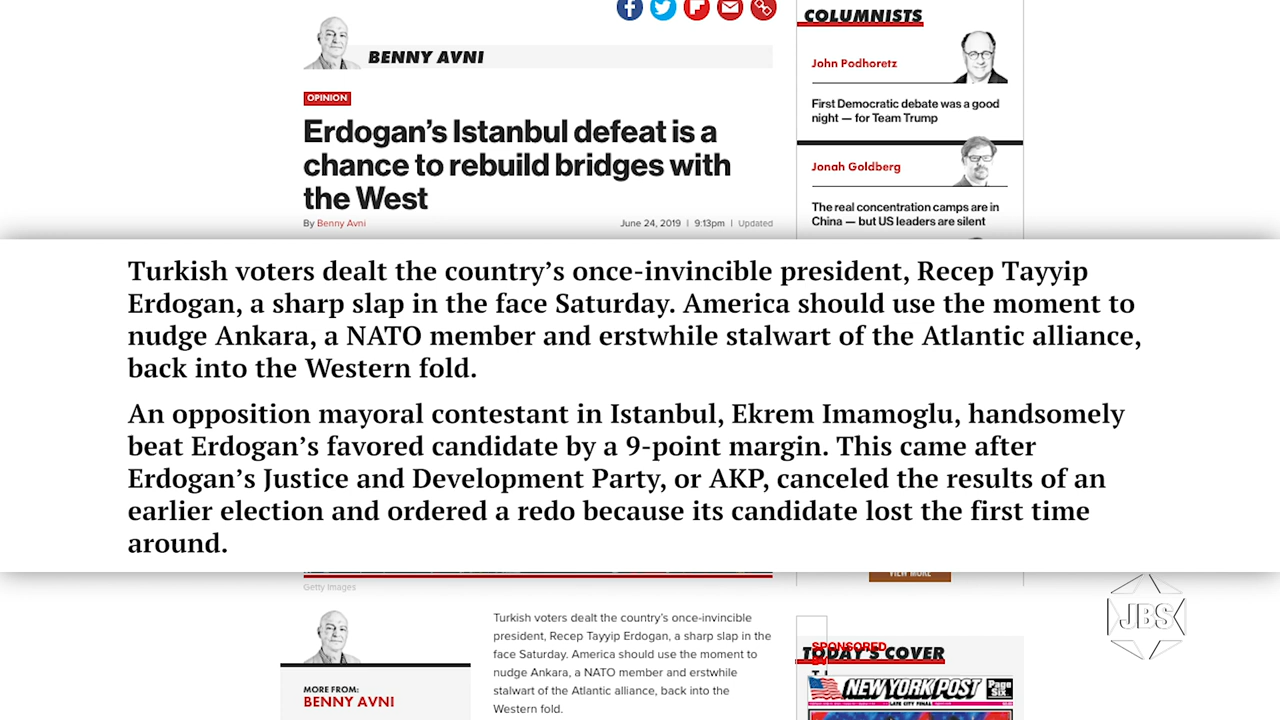 COLUMNISTS
BENNY AVNI
John Podhoretz
OPINION
First Democratic debate was a good
night — for Team Trump
Erdogan's Istanbul defeat is a
chance to rebuild bridges with
the West
Jonah Goldberg
The real concentration camps are in
China — but US leaders are silent
By Benny Avni
June 24, 2019 | 9:13pm | Updated
Turkish voters dealt the country's once-invincible president, Recep Tayyip
Erdogan, a sharp slap in the face Saturday. America should use the moment to
nudge Ankara, a NATO member and erstwhile stalwart of the Atlantic alliance,
back into the Western fold.
An opposition mayoral contestant in Istanbul, Ekrem Imamoglu, handsomely
beat Erdogan's favored candidate by a 9-point margin. This came after
Erdogan's Justice and Development Party, or AKP, canceled the results of an
earlier election and ordered a redo because its candidate lost the first time
around.
VIEW MORE
Getty Images
JBS
Turkish voters dealt the country's once-invincible
president, Recep Tayyip Erdogan, a sharp slap in the
face Saturday. America should use the moment to
nudge Ankara, a NATO member and erstwhile
stalwart of the Atlantic alliance, back into the
Western fold.
MORE FROM:
BENNY AVNI
SPONSORED
TODAY'S COVER
NEW YORK POST
Page
Six
LATE CITY FINAL